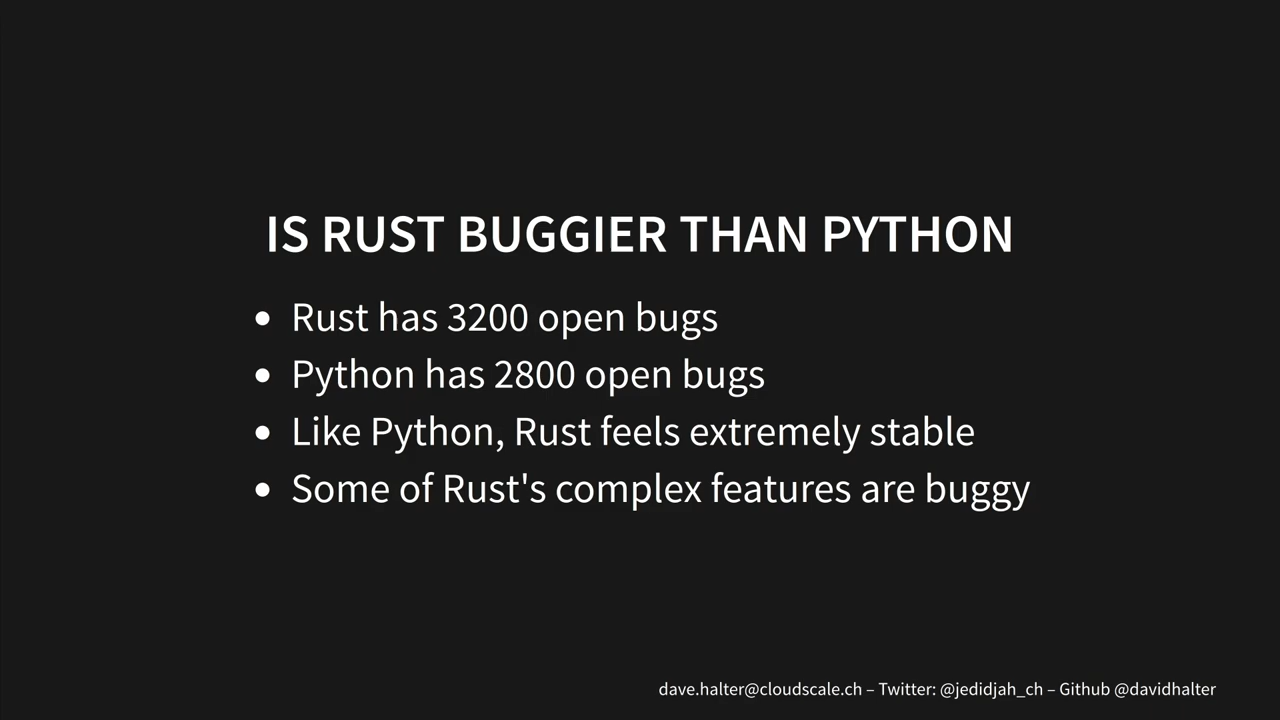 IS RUST BUGGIER THAN PYTHON
• Rust has 3200 open bugs
• Python has 2800 open bugs
• Like Python, Rust feels extremely stable
• Some of Rust's complex features are buggy
dave.halter@cloudscale.ch – Twitter: @jedidjah_ch – Github @davidhalter